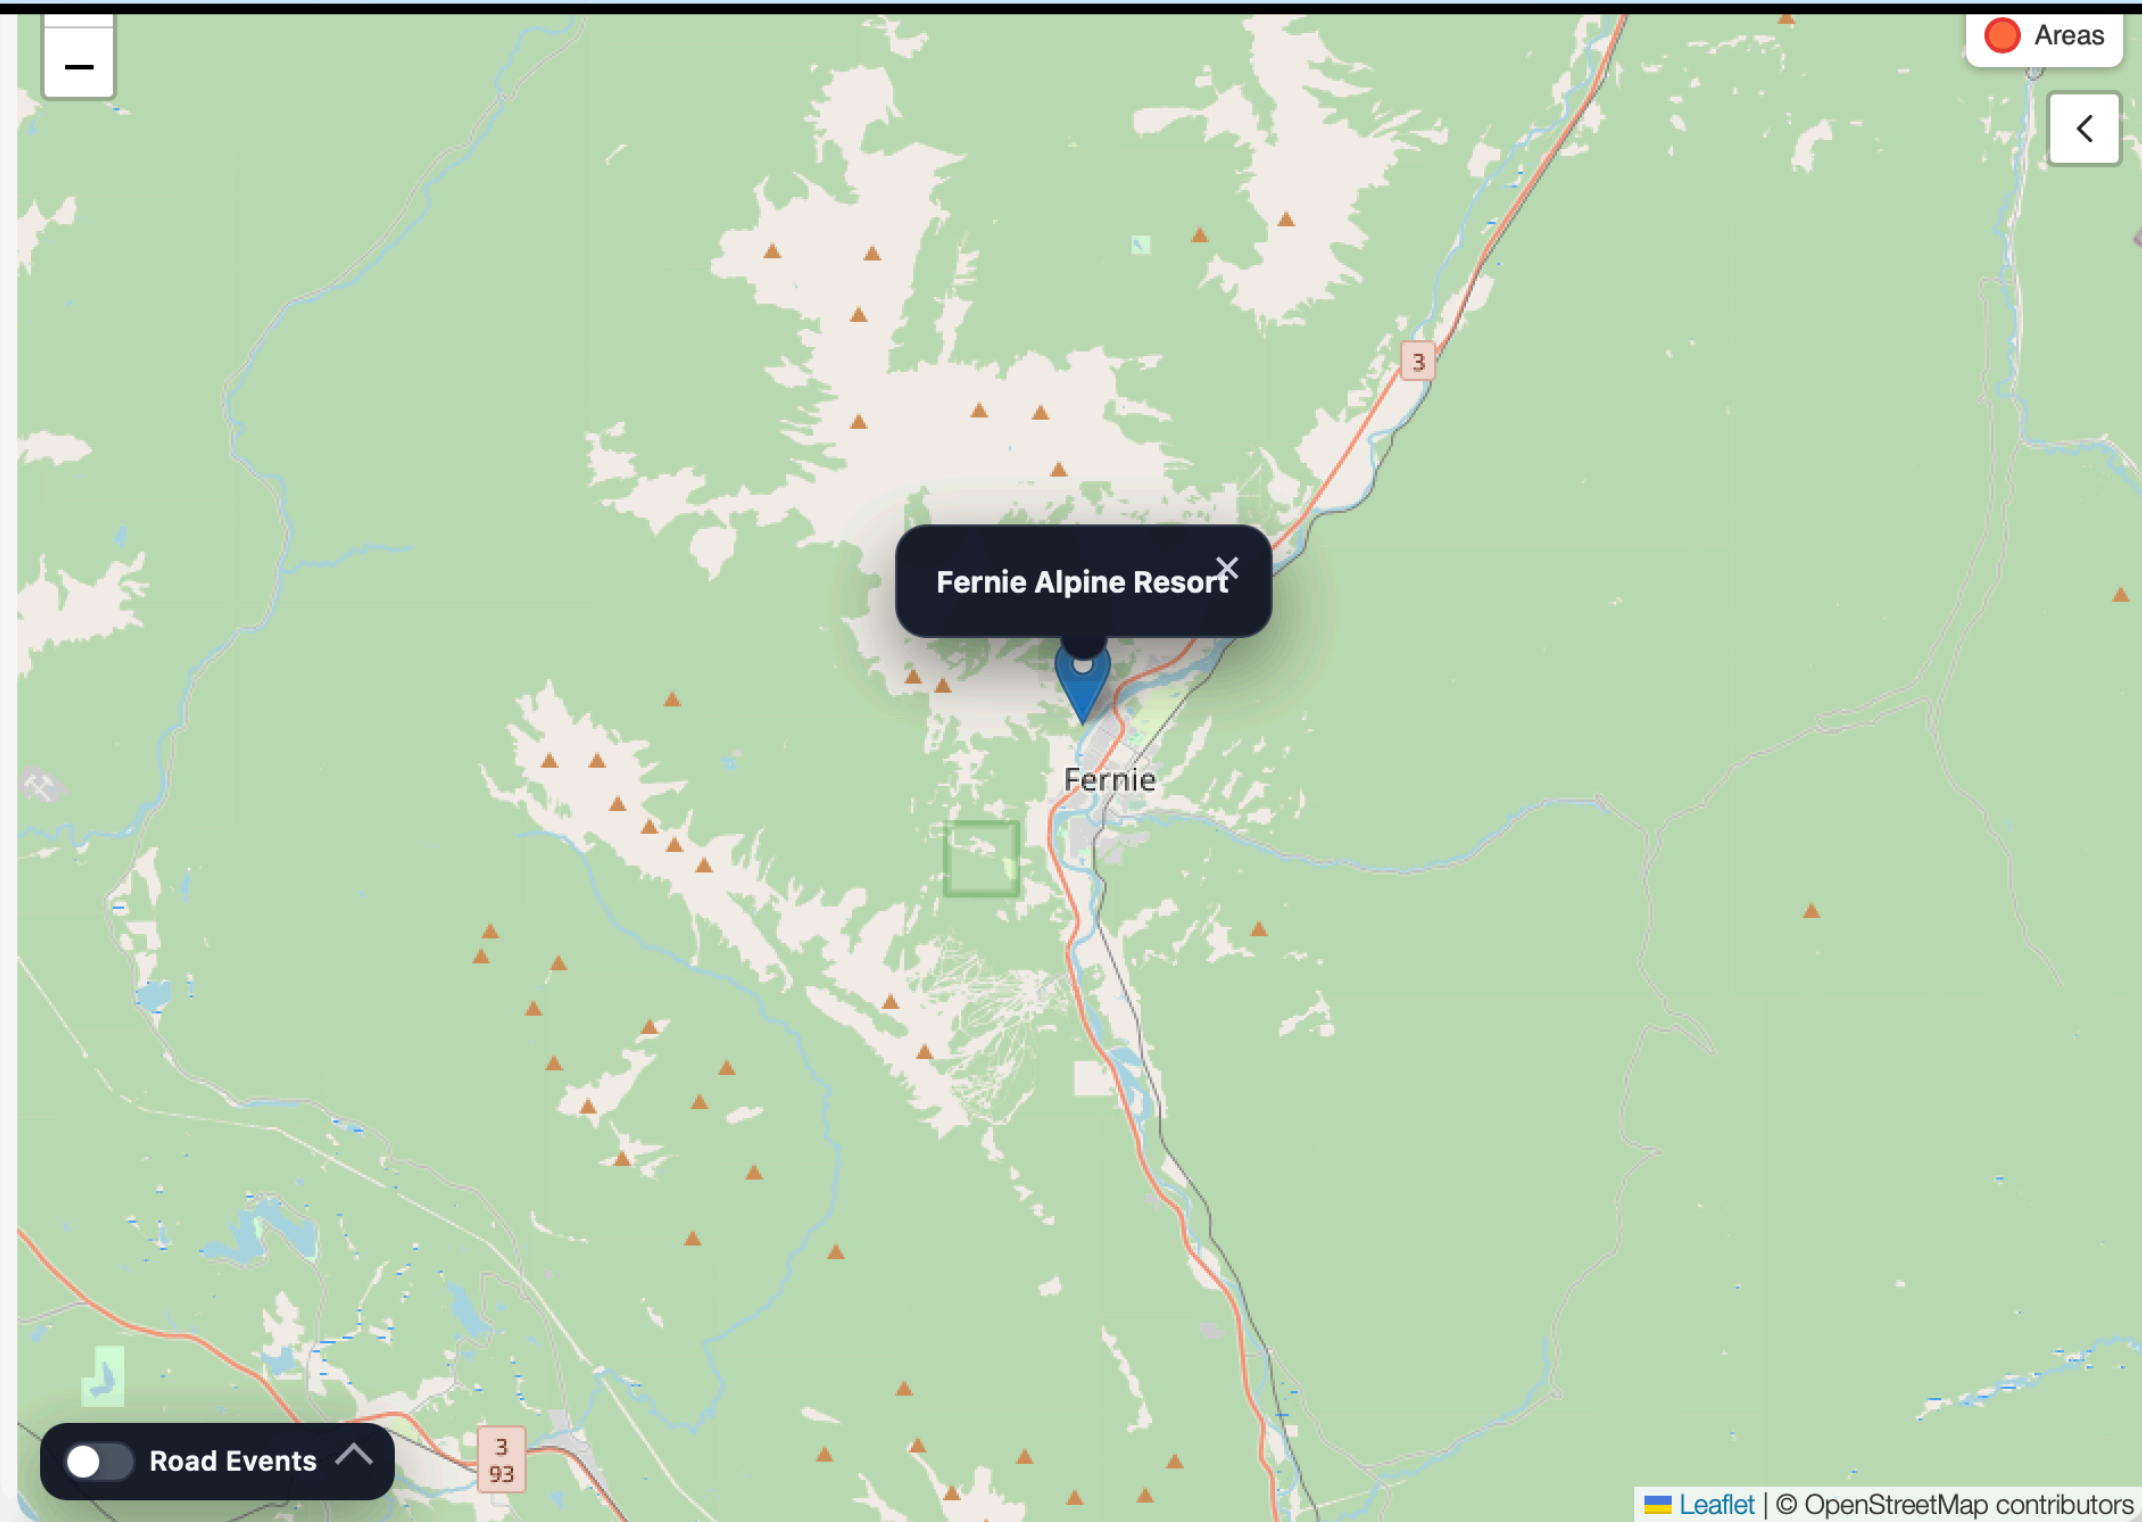 Areas
3
Fernie Alpine Resort
Fernie
Road Events
3
93
Leaflet | © OpenStreetMap contributors